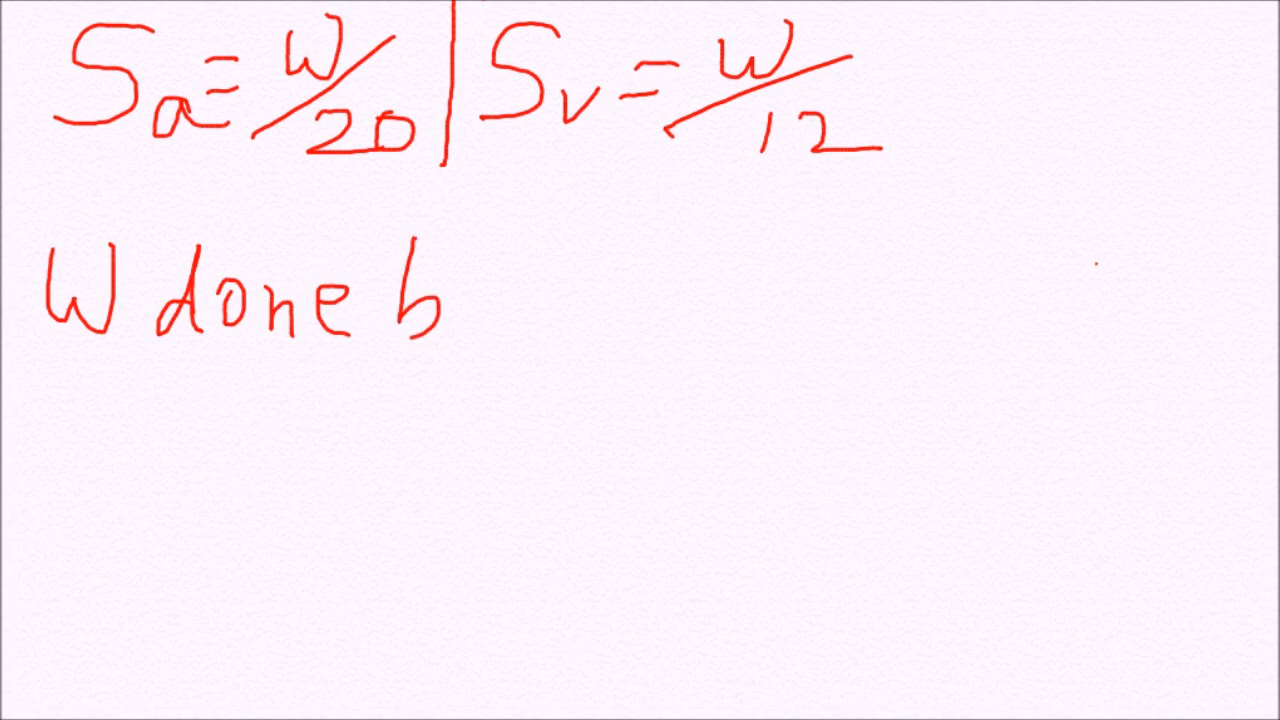 Sa = W/20 | Sv = W/12
W done b